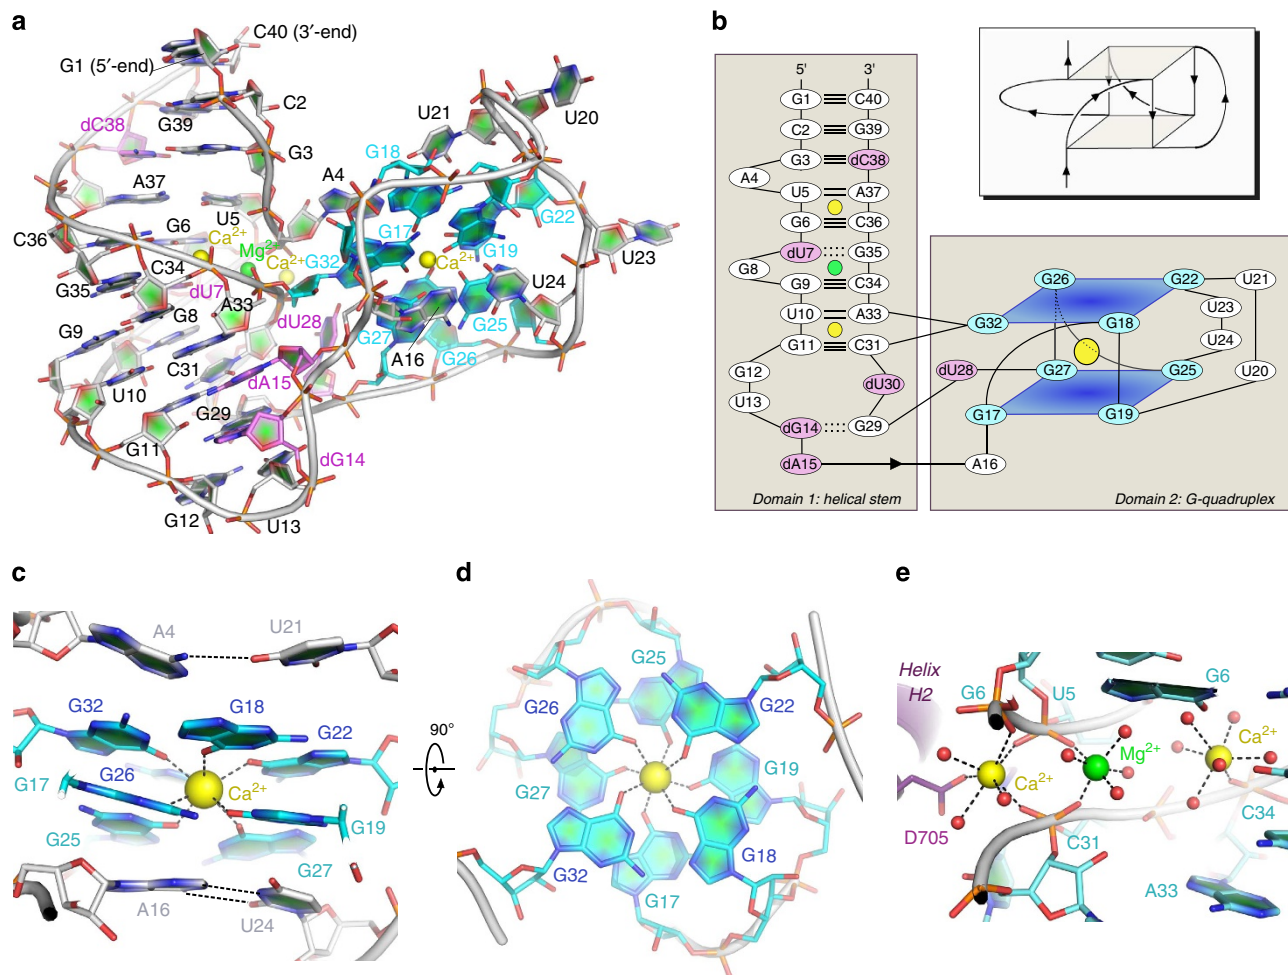 a
C40 (3′-end)
G1 (5′-end)
C2
G39
dC38
G3
A37
A4
U21
U20
G18
G22
G17
G19
U23
C36
G6
U5
Ca2+
Mg2+
Ca2+
G32
Ca2+
C34
G35
dU7
A33
G8
dU28
U24
G9
G27
G25
A16
G26
C31
dA15
U10
G29
G11
dG14
G12
U13
b
5′ 3′
G1 C40
C2 G39
G3 dC38
A4
U5 A37
G6 C36
dU7 G35
G8
G9 C34
U10 A33
G11 C31
G12
dU30
U13
dG14 G29
dA15
Domain 1: helical stem
G26 G22 U21
U23
G32 G18
U24
dU28 G27 G25 U20
G17 G19
A16
Domain 2: G-quadruplex
c
A4 U21
G32 G18
G22
G17 G26
Ca2+
G19
G25
G27
A16
U24
90°
d
G25
G26 G22
G19
G27
G18
G32
G17
e
Helix
H2
G6 U5 G6
Ca2+
Mg2+
Ca2+
D705
C34
C31
A33